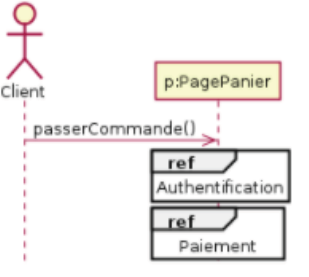 Client
p:PagePanier
passerCommande()
ref
Authentification
ref
Paiement